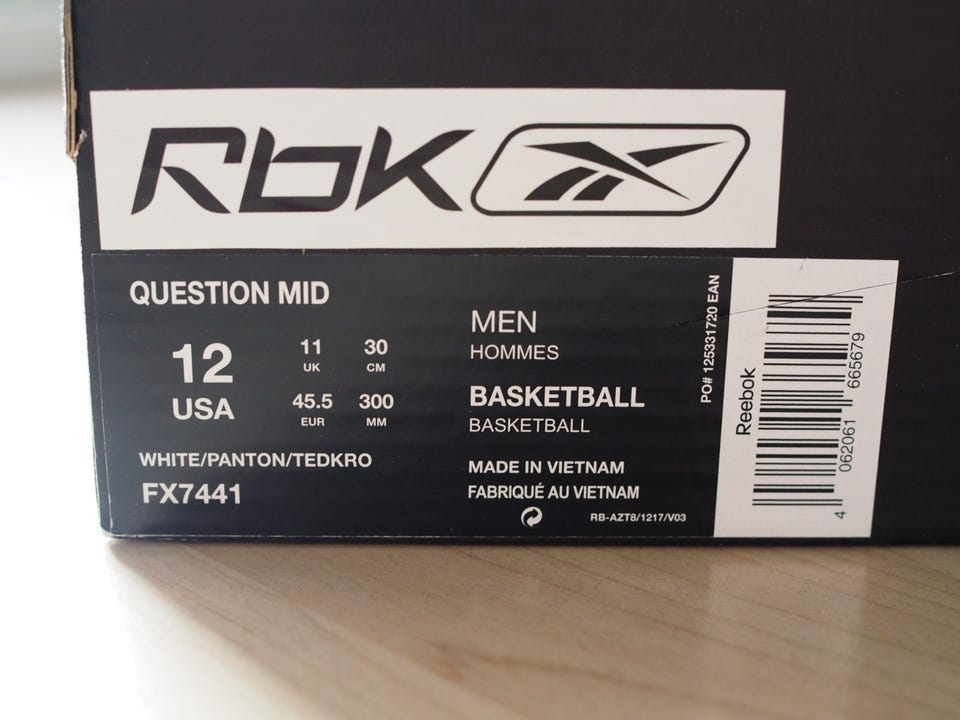 Rbk
QUESTION MID
12
USA
11
UK
30
CM
45.5
EUR
300
MM
WHITE/PANTON/TEDKRO
FX7441
MEN
HOMMES
BASKETBALL
BASKETBALL
MADE IN VIETNAM
FABRIQUÉ AU VIETNAM
RB-AZT8/1217/V03
PO# 125331720 EAN
Reebok
4 062061 665679